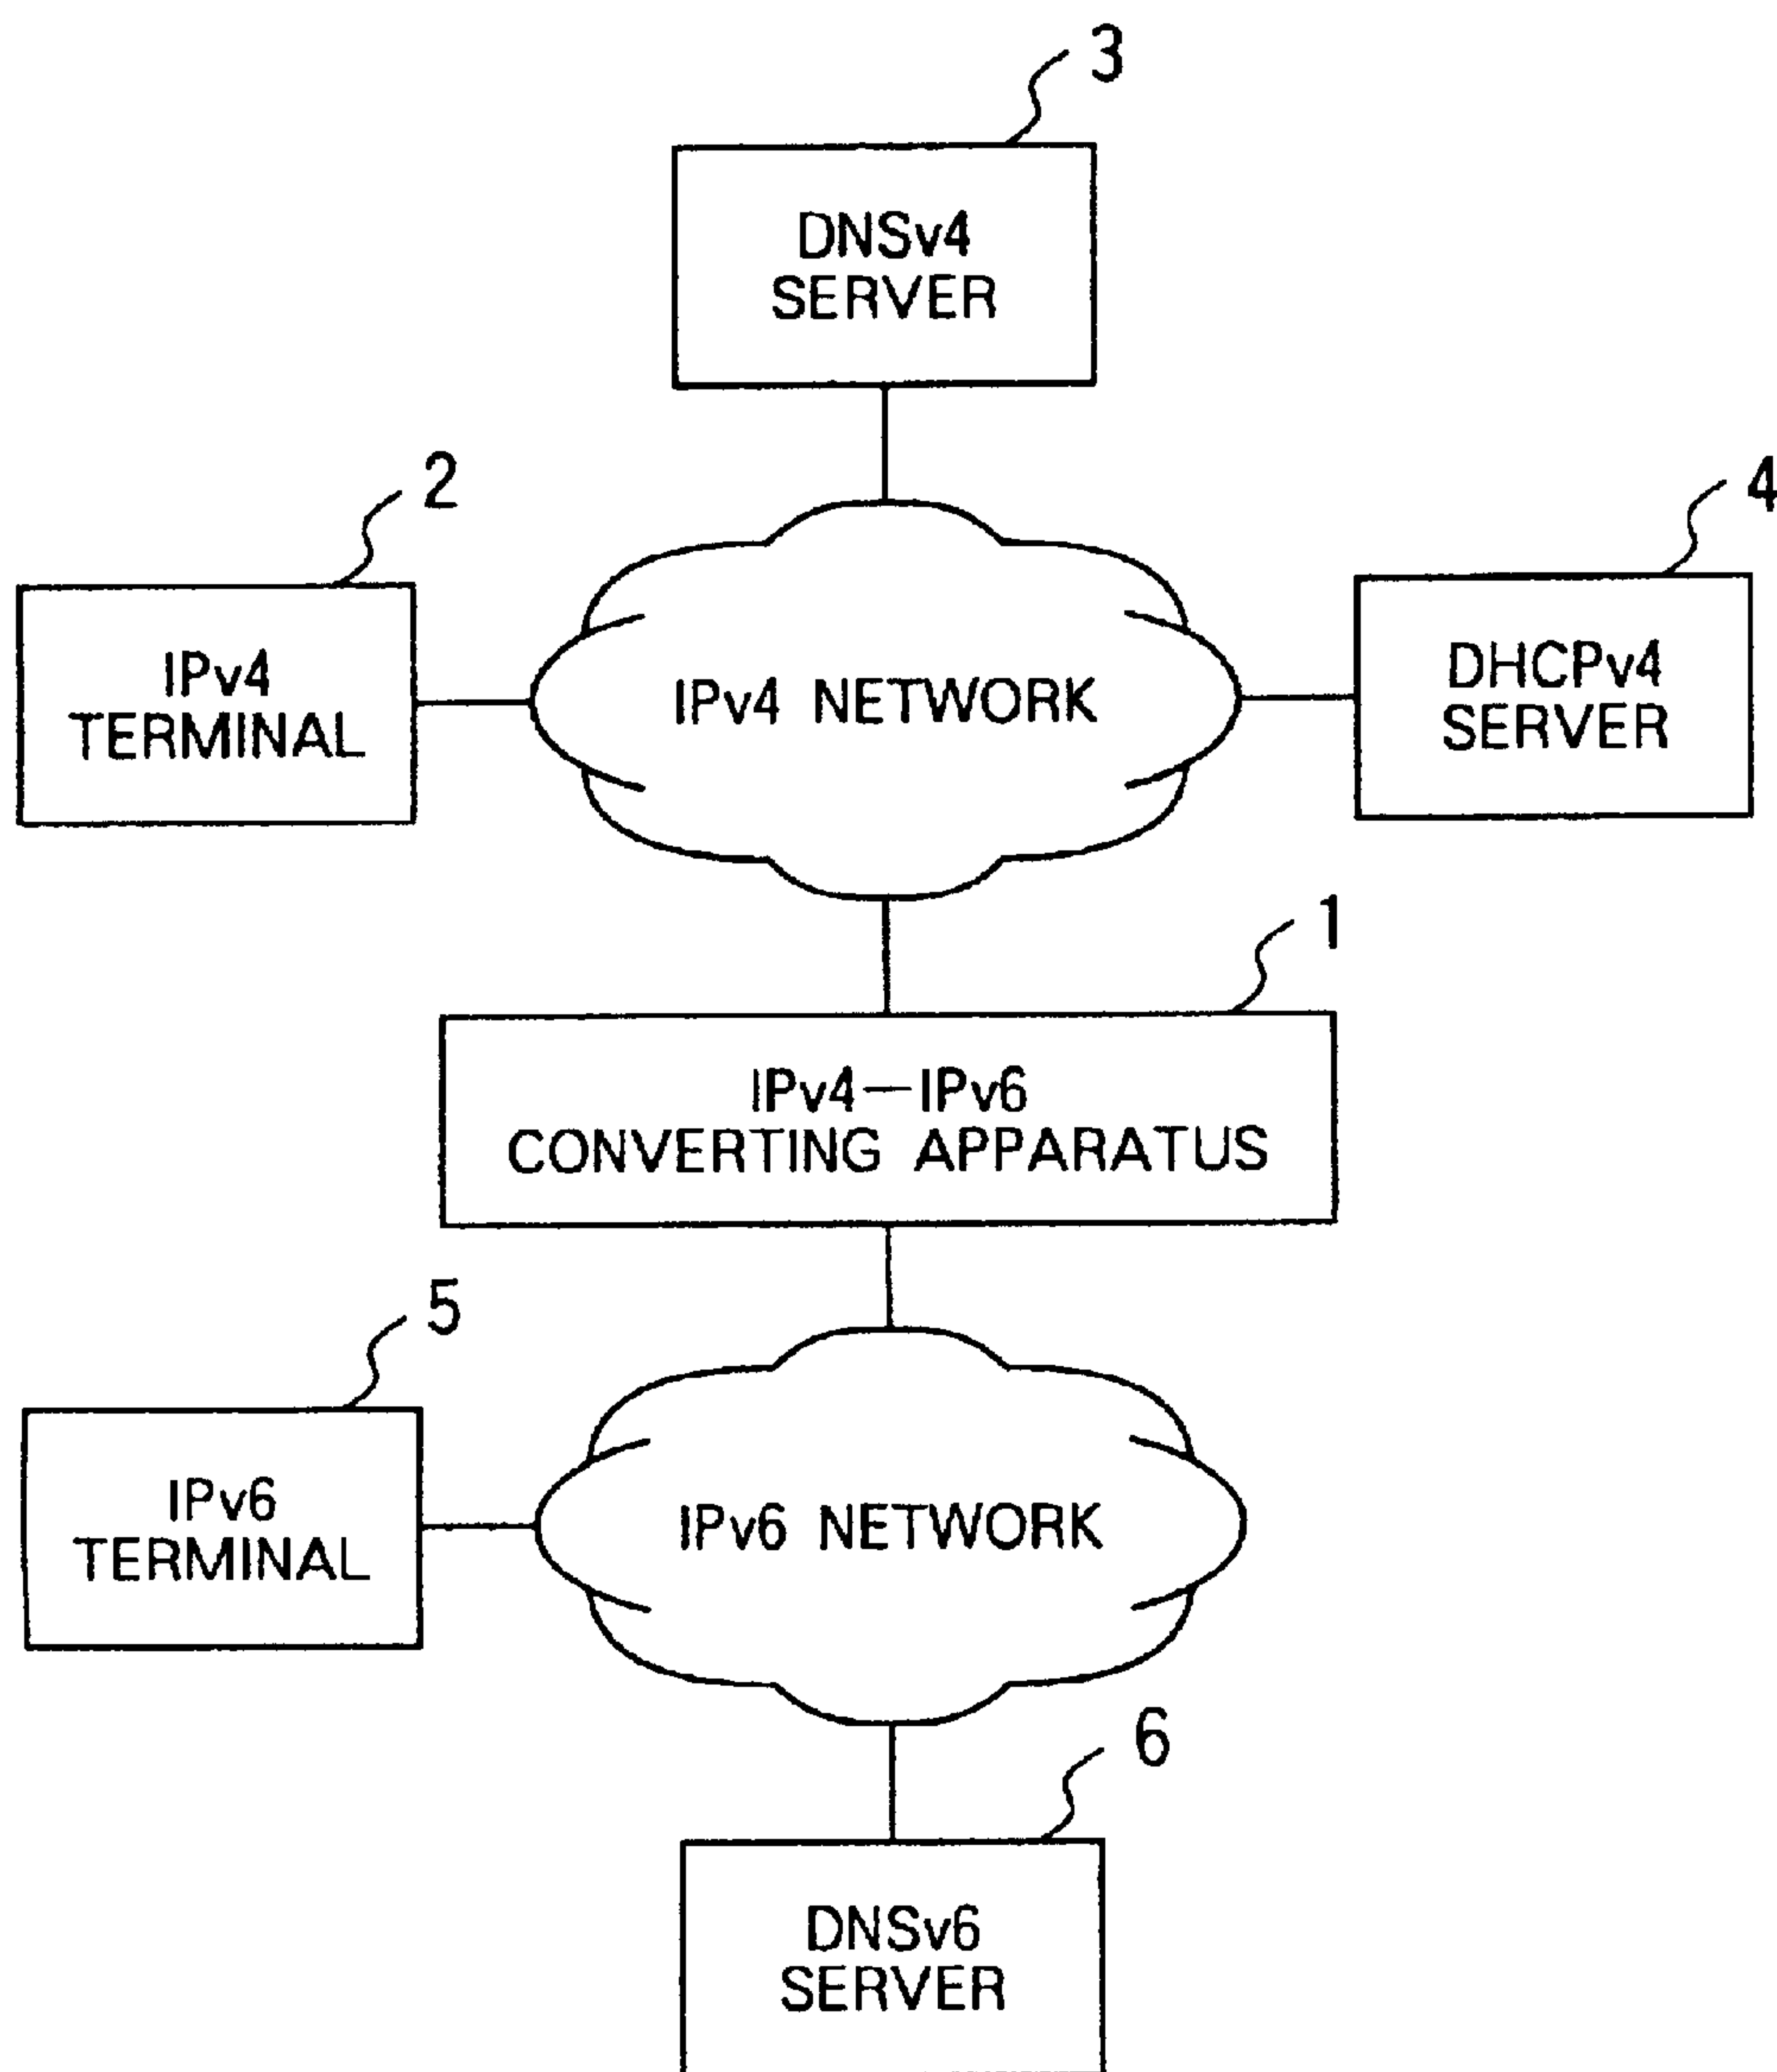 3
DNSv4
SERVER
2
4
IPv4
TERMINAL
IPv4 NETWORK
DHCPv4
SERVER
1
IPv4—IPv6
CONVERTING APPARATUS
5
IPv6
TERMINAL
IPv6 NETWORK
6
DNSv6
SERVER